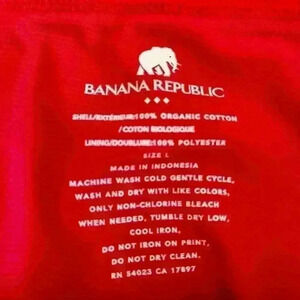 BANANA REPUBLIC
SHELL/EXTÉRIEUR:100% ORGANIC COTTON
/COTON BIOLOGIQUE
LINING/DOUBLURE:100% POLYESTER
SIZE L
MADE IN INDONESIA
MACHINE WASH COLD GENTLE CYCLE,
WASH AND DRY WITH LIKE COLORS,
ONLY NON-CHLORINE BLEACH
WHEN NEEDED, TUMBLE DRY LOW,
COOL IRON,
DO NOT IRON ON PRINT,
DO NOT DRY CLEAN.
RN 54023 CA 17897